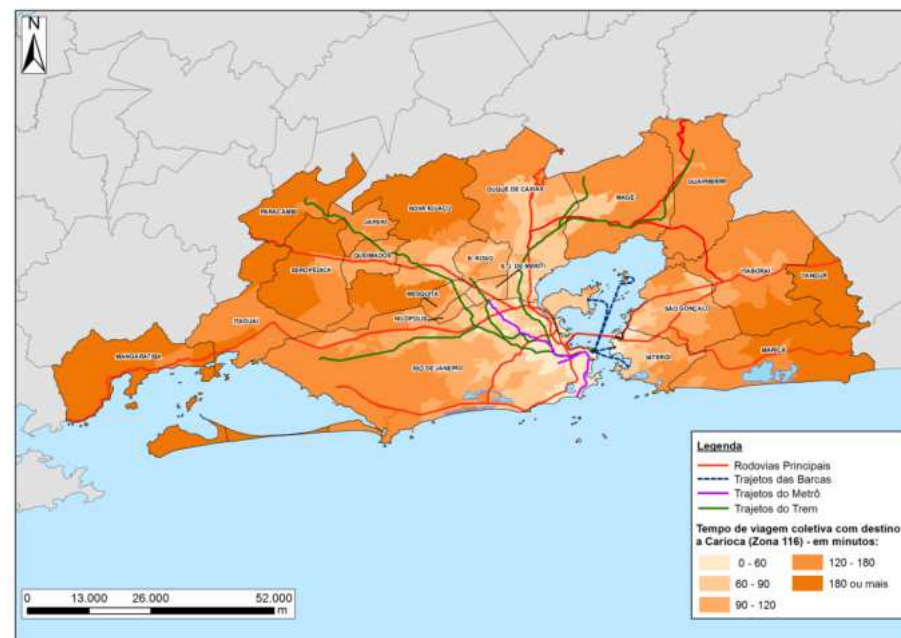 N
DUQUE DE CAXIAS
GUAPIMIRIM
MAGÉ
PARACAMBI
NOVA IGUAÇU
JAPERI
B. ROXO
S. J. DE MERITI
QUEIMADOS
SEROPÉDICA
ITABORAÍ
TANGUÁ
MESQUITA
SÃO GONÇALO
NILÓPOLIS
ITAGUAÍ
MANGARATIBA
RIO DE JANEIRO
NITERÓI
MARICÁ
Legenda
Rodovias Principais
Trajetos das Barcas
Trajetos do Metrô
Trajetos do Trem
Tempo de viagem coletiva com destino
a Carioca (Zona 116) - em minutos:
0 - 60 120 - 180
60 - 90 180 ou mais
90 - 120
0 13.000 26.000 52.000
m